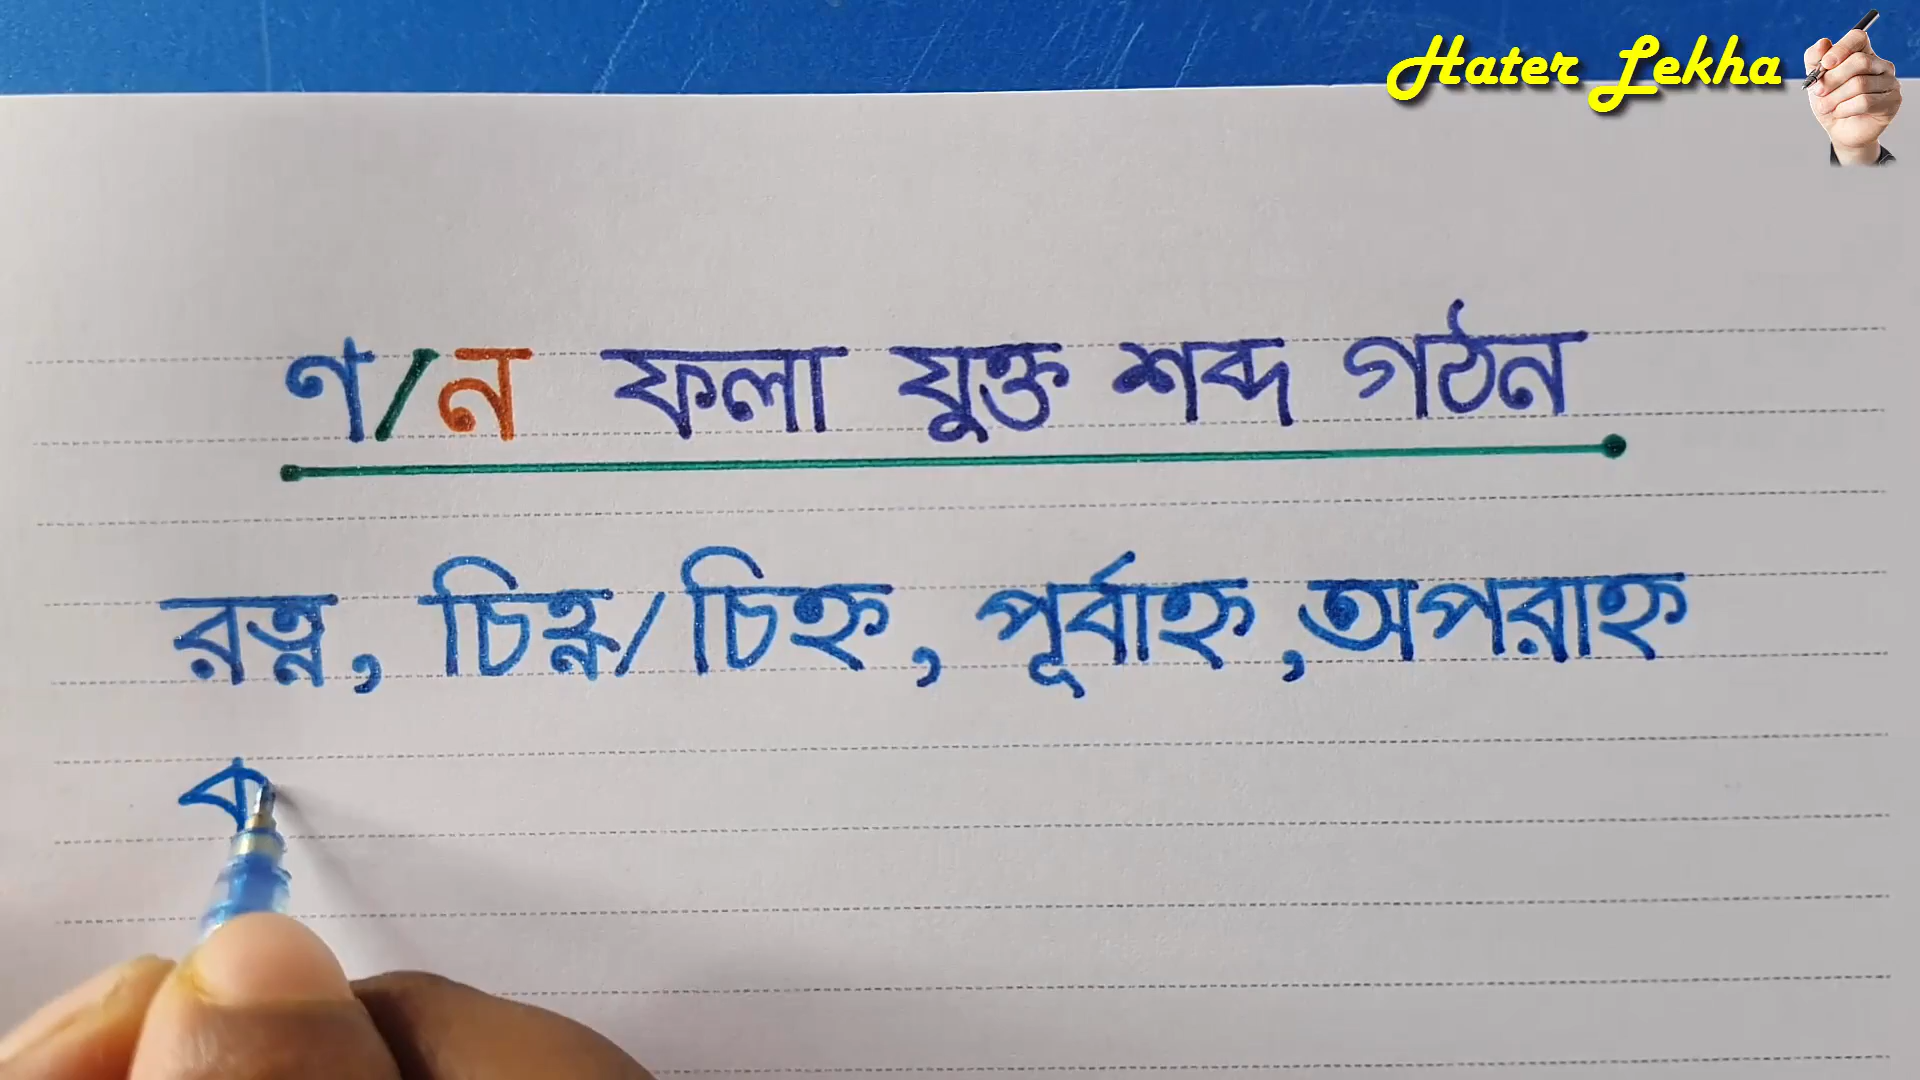 Hater Lekha
ণ/ন ফলা যুক্ত শব্দ গঠন
রত্ন, চিহ্ন/চিহ্ন, পূর্বাহ্ন, অপরাহ্ন
ক